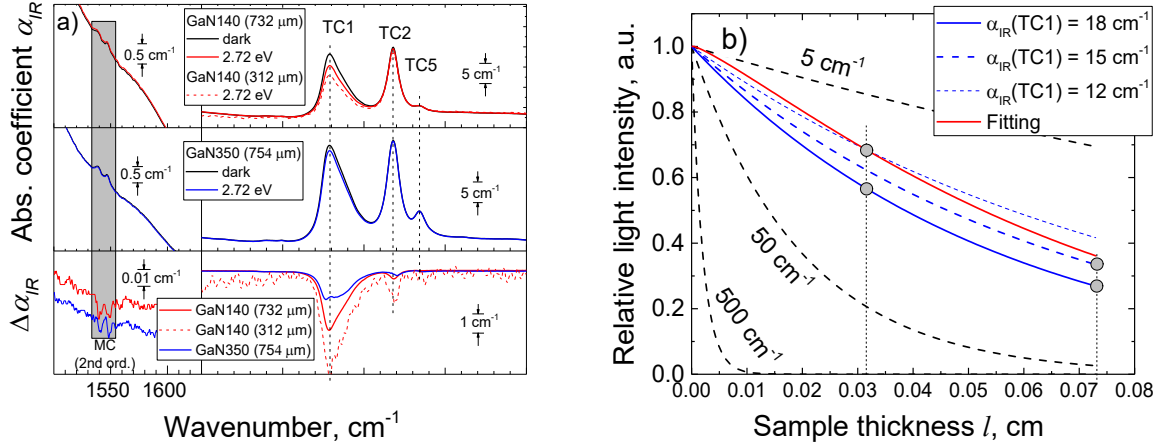 a)
Abs. coefficient α_IR
GaN140 (732 μm)
dark
2.72 eV
GaN140 (312 μm)
2.72 eV
0.5 cm⁻¹
TC1
TC2
TC5
5 cm⁻¹
GaN350 (754 μm)
dark
2.72 eV
0.5 cm⁻¹
5 cm⁻¹
Δα_IR
0.01 cm⁻¹
GaN140 (732 μm)
GaN140 (312 μm)
GaN350 (754 μm)
1 cm⁻¹
MC
(2nd ord.)
1550 1600
Wavenumber, cm⁻¹
b)
Relative light intensity, a.u.
1.0
0.8
0.6
0.4
0.2
0.0
α_IR(TC1) = 18 cm⁻¹
α_IR(TC1) = 15 cm⁻¹
α_IR(TC1) = 12 cm⁻¹
Fitting
5 cm⁻¹
50 cm⁻¹
500 cm⁻¹
0.00 0.01 0.02 0.03 0.04 0.05 0.06 0.07 0.08
Sample thickness l, cm